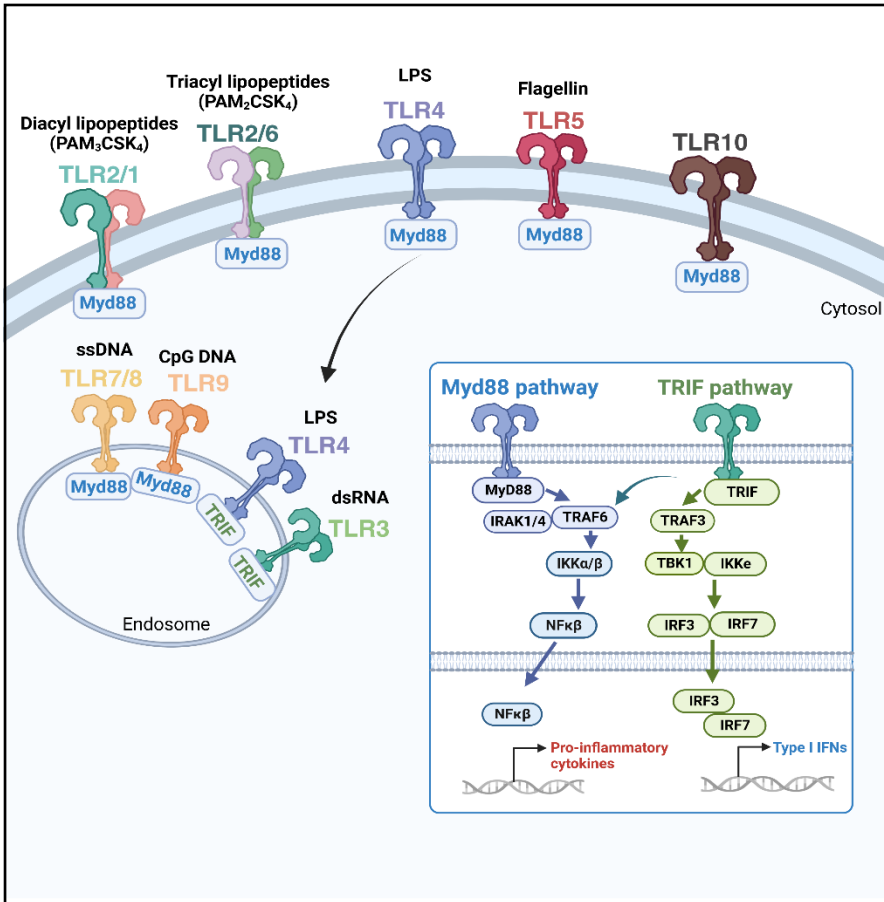 Diacyl lipopeptides
(PAM₃CSK₄)
TLR2/1
Myd88
Triacyl lipopeptides
(PAM₂CSK₄)
TLR2/6
Myd88
LPS
TLR4
Myd88
Flagellin
TLR5
Myd88
TLR10
Myd88
Cytosol
ssDNA
TLR7/8
Myd88
CpG DNA
TLR9
Myd88
LPS
TLR4
TRIF
dsRNA
TLR3
TRIF
Endosome
Myd88 pathway
MyD88
IRAK1/4
TRAF6
IKKα/β
NFκβ
NFκβ
Pro-inflammatory
cytokines
TRIF pathway
TRIF
TRAF3
TBK1
IKKe
IRF3
IRF7
IRF3
IRF7
Type I IFNs